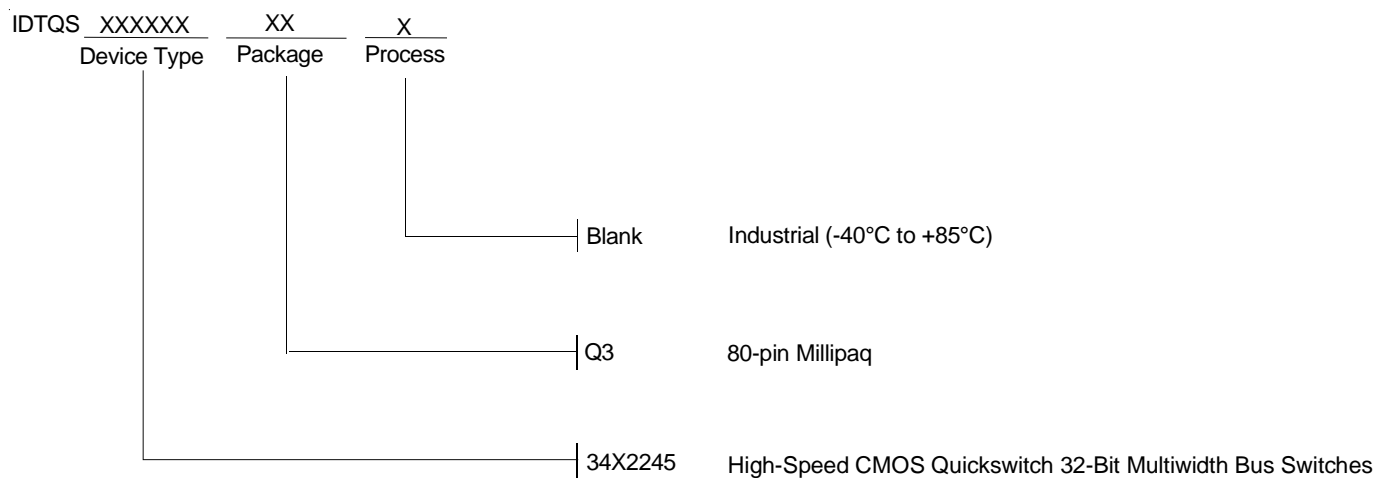 IDTQS XXXXXX XX X
Device Type Package Process
Blank Industrial (-40°C to +85°C)
Q3 80-pin Millipaq
34X2245 High-Speed CMOS Quickswitch 32-Bit Multiwidth Bus Switches